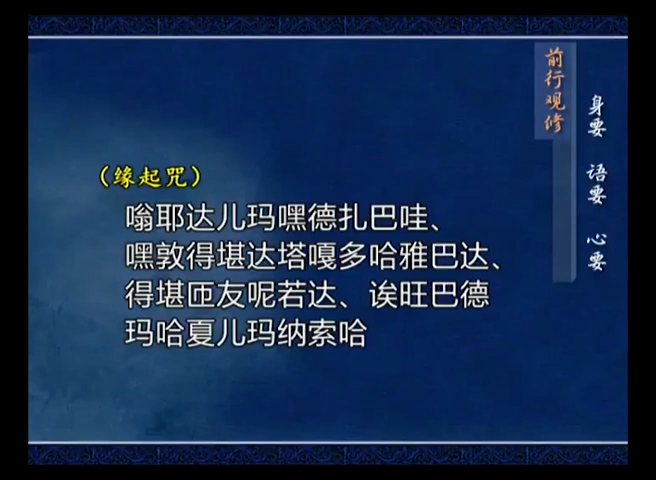 前行观修
身要 语要 心要
（缘起咒）
嗡耶达儿玛嘿德扎巴哇、
嘿敦得堪达塔嘎多哈雅巴达、
得堪匝友呢若达、诶旺巴德
玛哈夏儿玛纳索哈